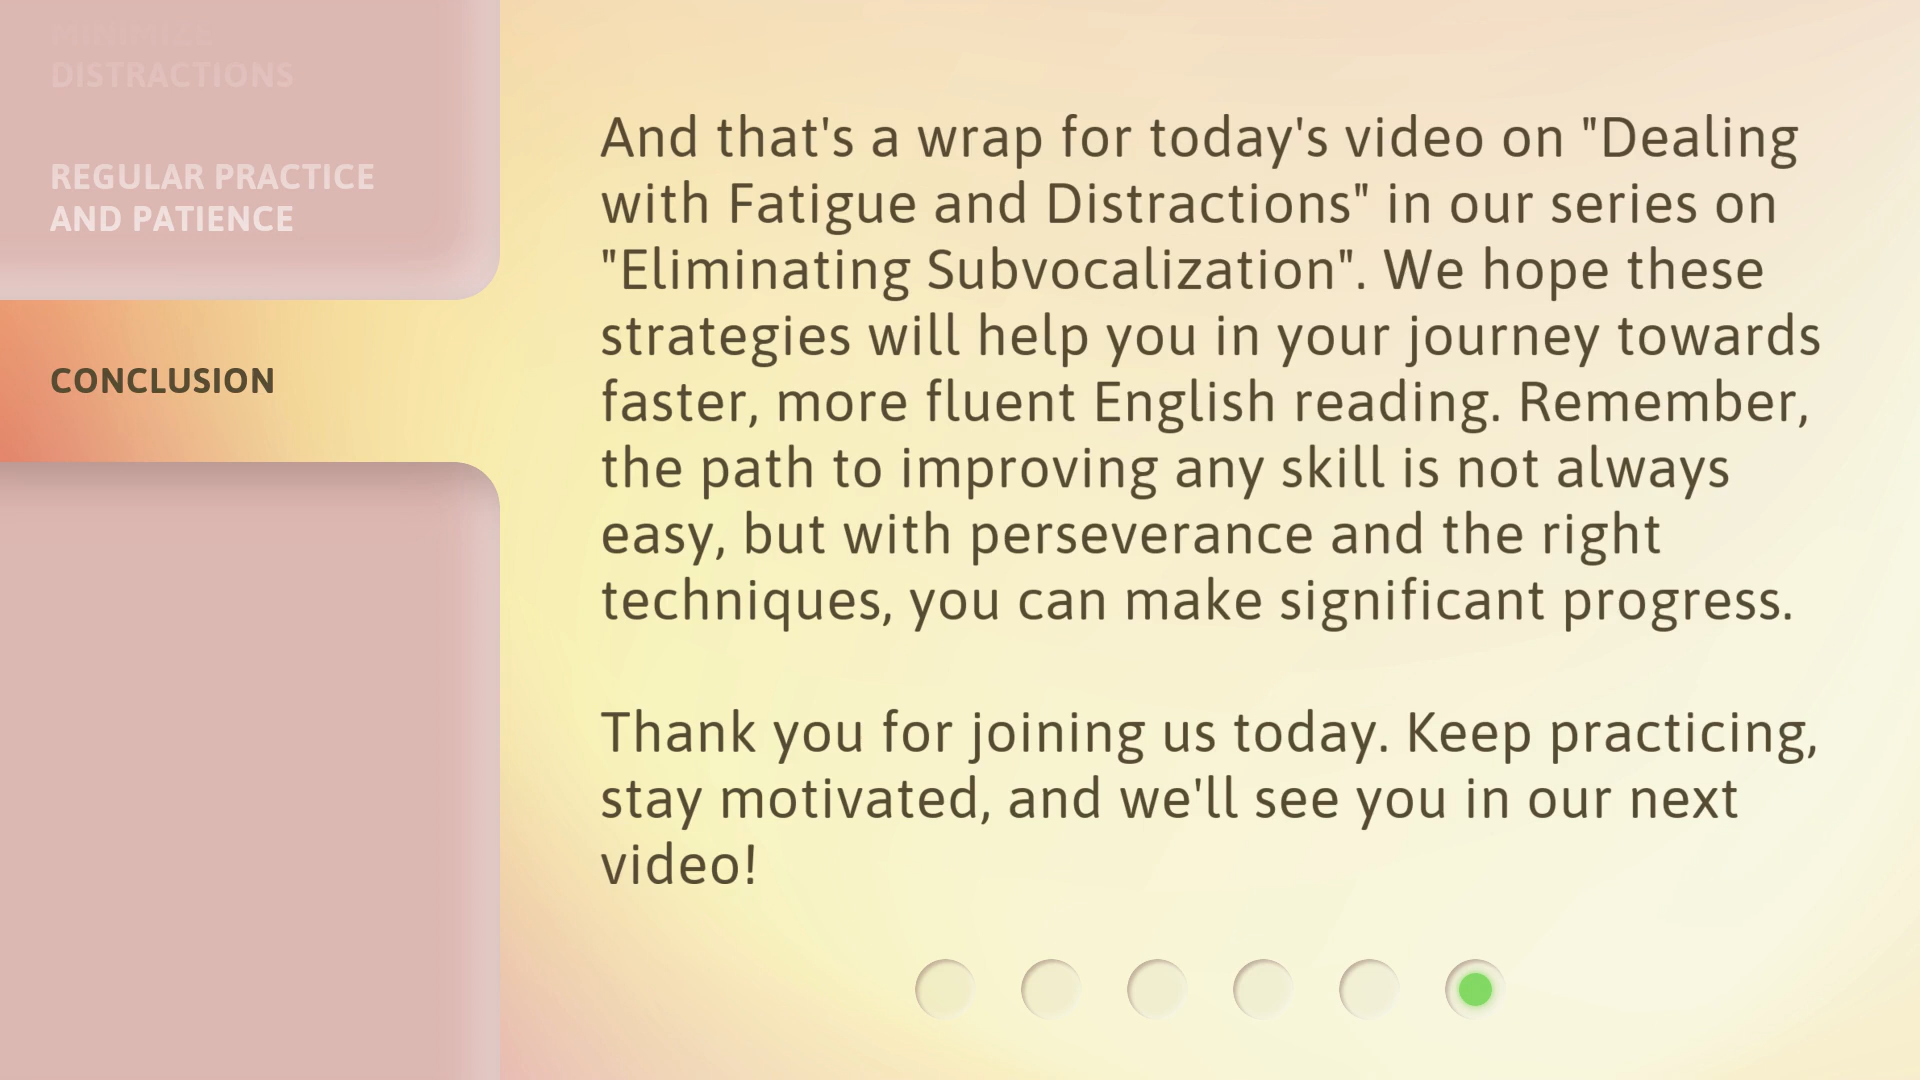 MINIMIZE
DISTRACTIONS
REGULAR PRACTICE
AND PATIENCE
CONCLUSION
And that's a wrap for today's video on "Dealing
with Fatigue and Distractions" in our series on
"Eliminating Subvocalization". We hope these
strategies will help you in your journey towards
faster, more fluent English reading. Remember,
the path to improving any skill is not always
easy, but with perseverance and the right
techniques, you can make significant progress.
Thank you for joining us today. Keep practicing,
stay motivated, and we'll see you in our next
video!